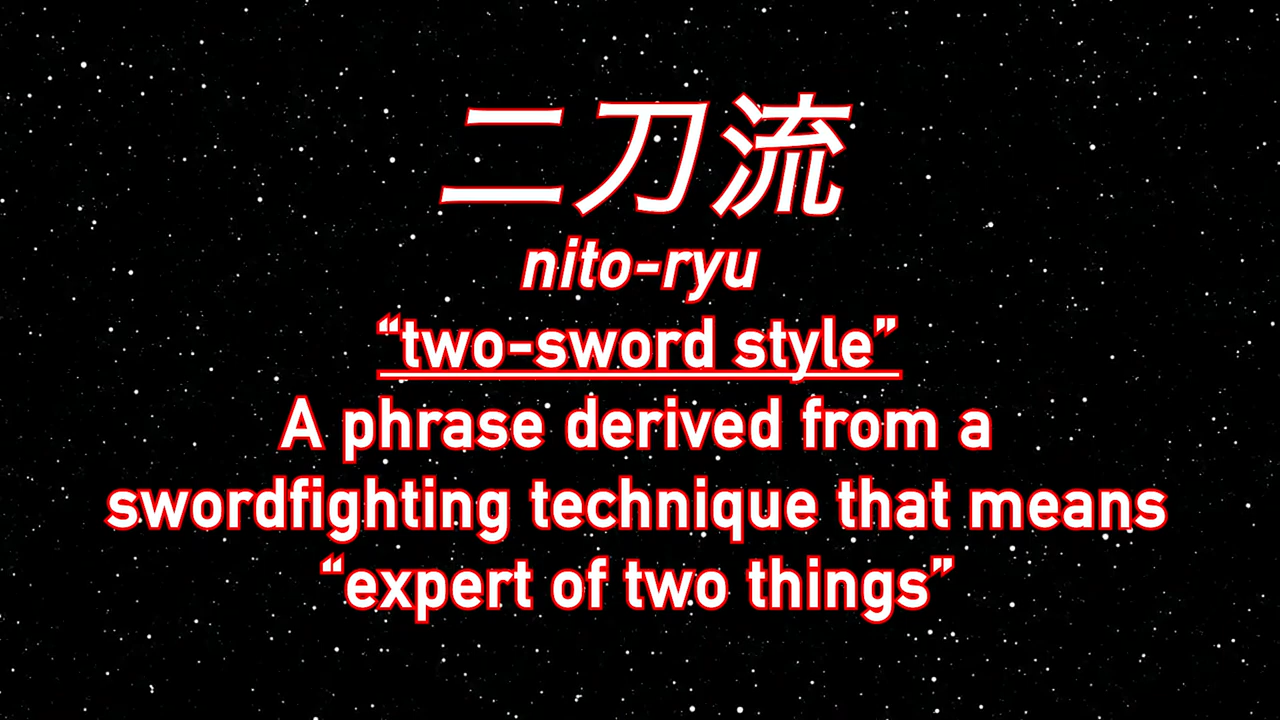 二刀流
nito-ryu
“two-sword style”
A phrase derived from a
swordfighting technique that means
“expert of two things”